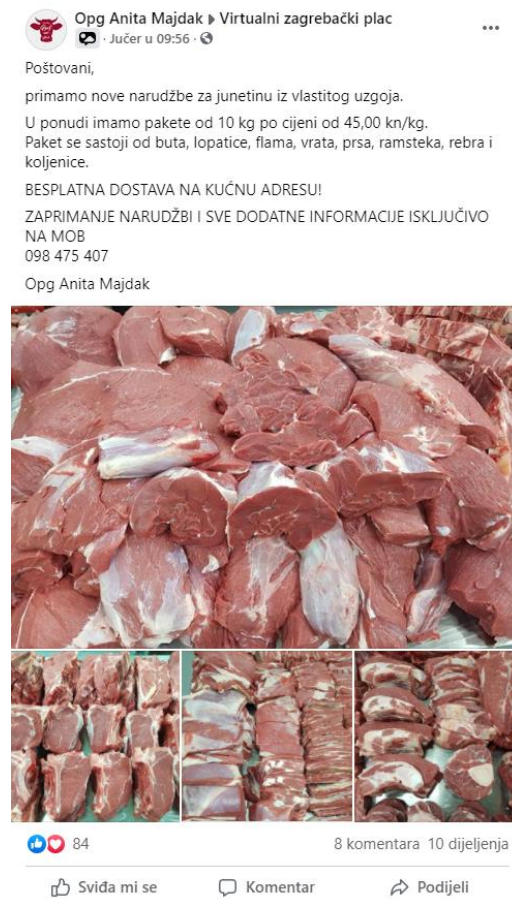 Opg Anita Majdak ▸ Virtualni zagrebački plac
· Jučer u 09:56 ·
Poštovani,
primamo nove narudžbe za junetinu iz vlastitog uzgoja.
U ponudi imamo pakete od 10 kg po cijeni od 45,00 kn/kg.
Paket se sastoji od buta, lopatice, flama, vrata, prsa, ramsteka, rebra i
koljenice.
BESPLATNA DOSTAVA NA KUĆNU ADRESU!
ZAPRIMANJE NARUDŽBI I SVE DODATNE INFORMACIJE ISKLJUČIVO
NA MOB
098 475 407
Opg Anita Majdak
84 8 komentara 10 dijeljenja
Sviđa mi se Komentar Podijeli